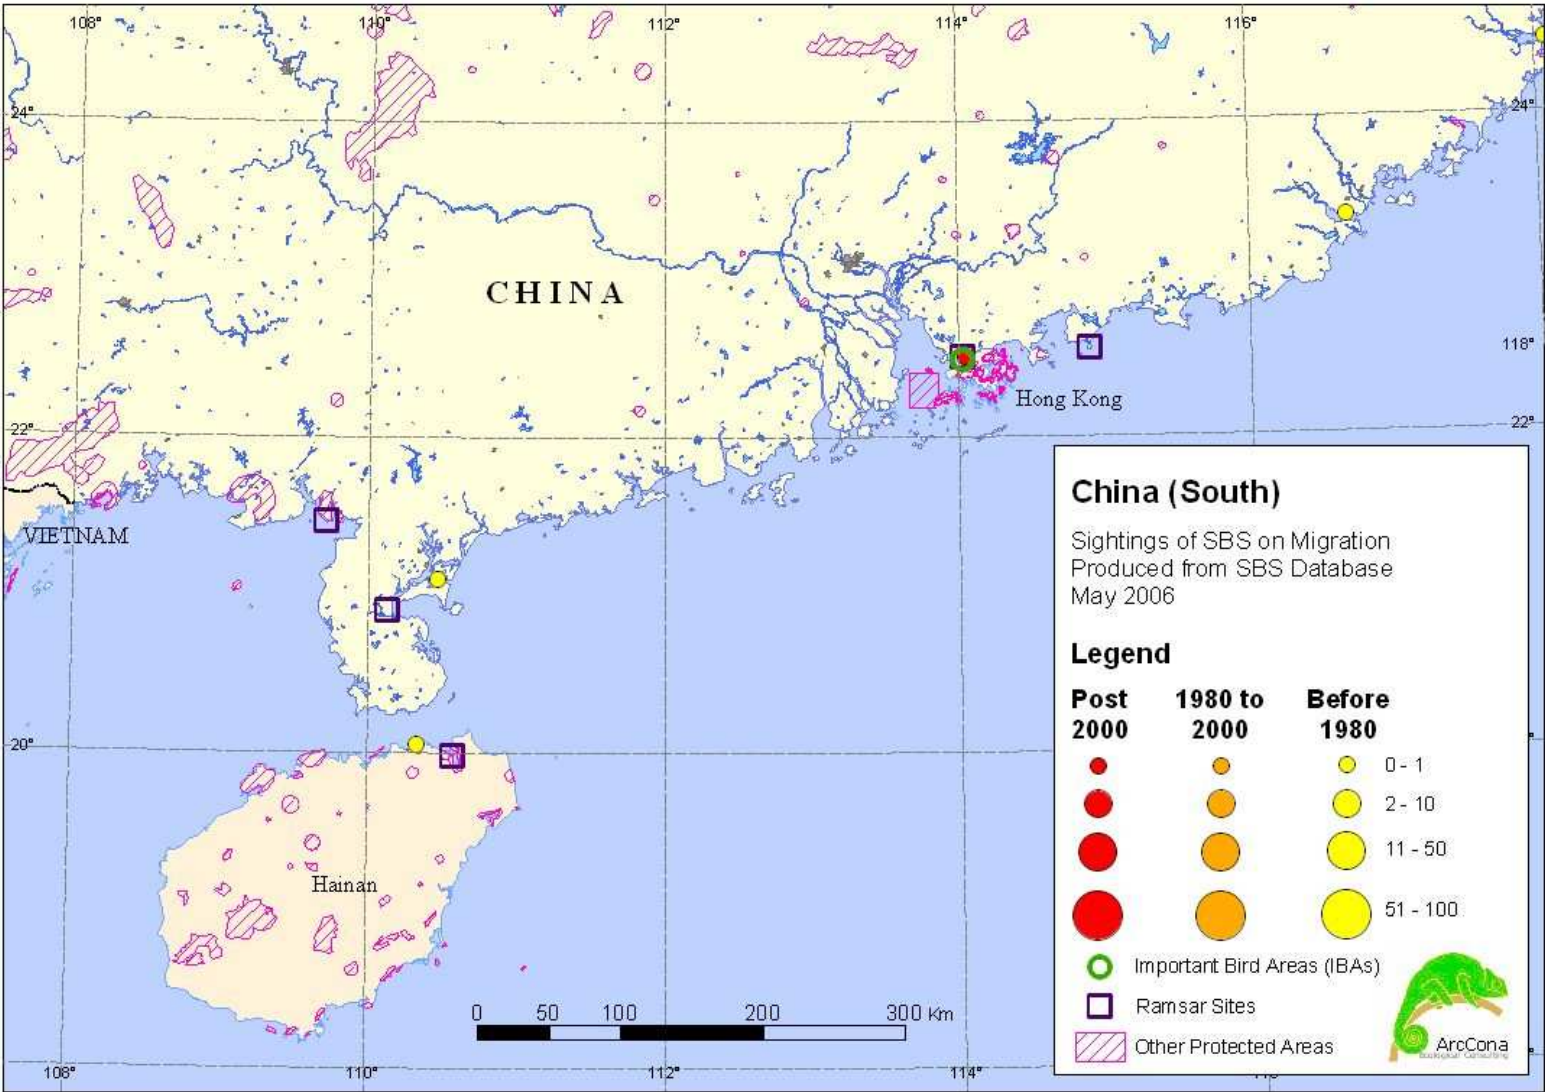 108° 110° 112° 114° 116°
24° 24°
CHINA
118°
Hong Kong
22° 22°
VIETNAM
20°
Hainan
China (South)
Sightings of SBS on Migration
Produced from SBS Database
May 2006
Legend
Post 2000
1980 to 2000
Before 1980
0 - 1
2 - 10
11 - 50
51 - 100
Important Bird Areas (IBAs)
Ramsar Sites
Other Protected Areas
ArcCona
Ecological Consulting
0 50 100 200 300 Km
108° 110° 112° 114°